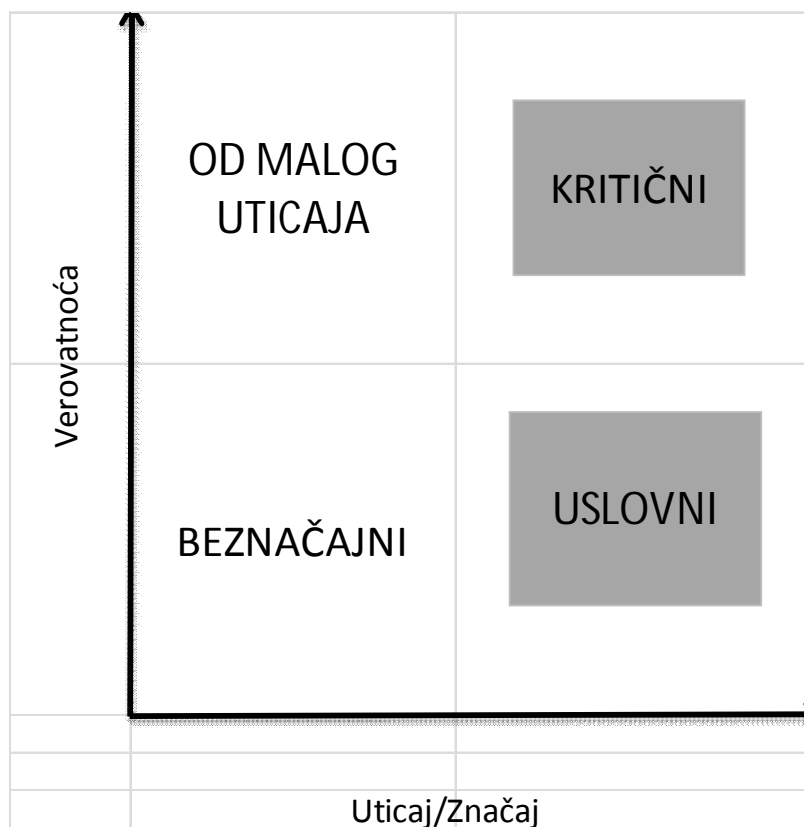 OD MALOG
UTICAJA
KRITIČNI
Verovatnoća
BEZNAČAJNI
USLOVNI
Uticaj/Značaj